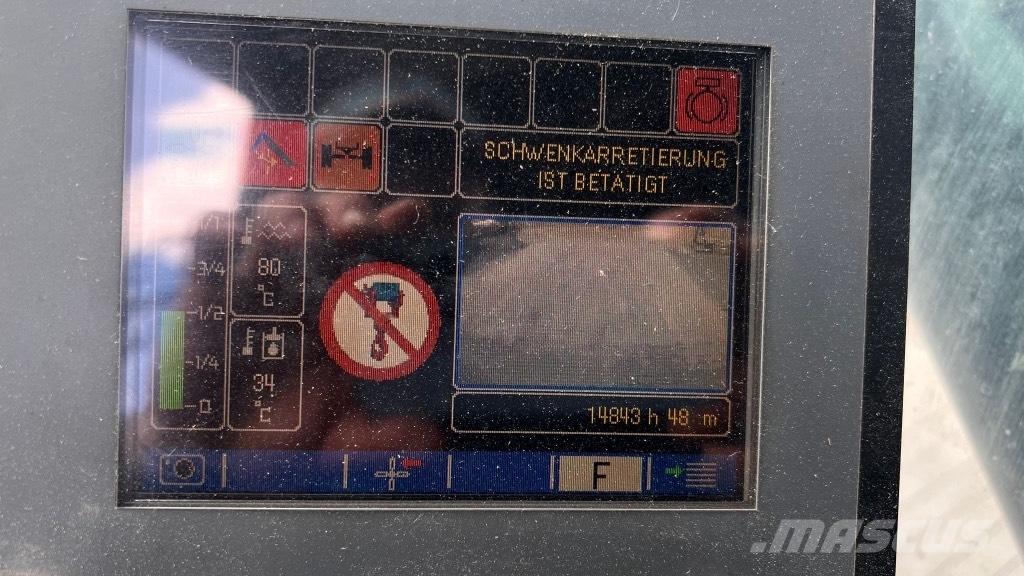 SCHWENKARRETIERUNG
IST BETÄTIGT
1/1
3/4
1/2
1/4
0
80
°C
34
°C
14843 h 48 m
F
MASCUS